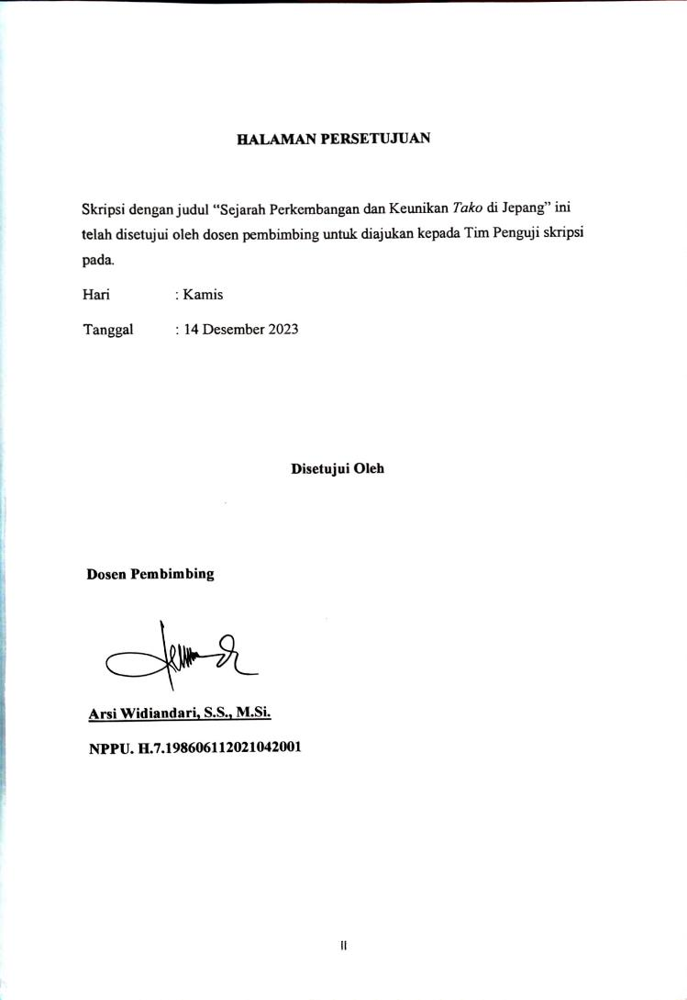 HALAMAN PERSETUJUAN
Skripsi dengan judul “Sejarah Perkembangan dan Keunikan Tako di Jepang” ini
telah disetujui oleh dosen pembimbing untuk diajukan kepada Tim Penguji skripsi
pada.
Hari : Kamis
Tanggal : 14 Desember 2023
Disetujui Oleh
Dosen Pembimbing
Arsi Widiandari, S.S., M.Si.
NPPU. H.7.198606112021042001
ii